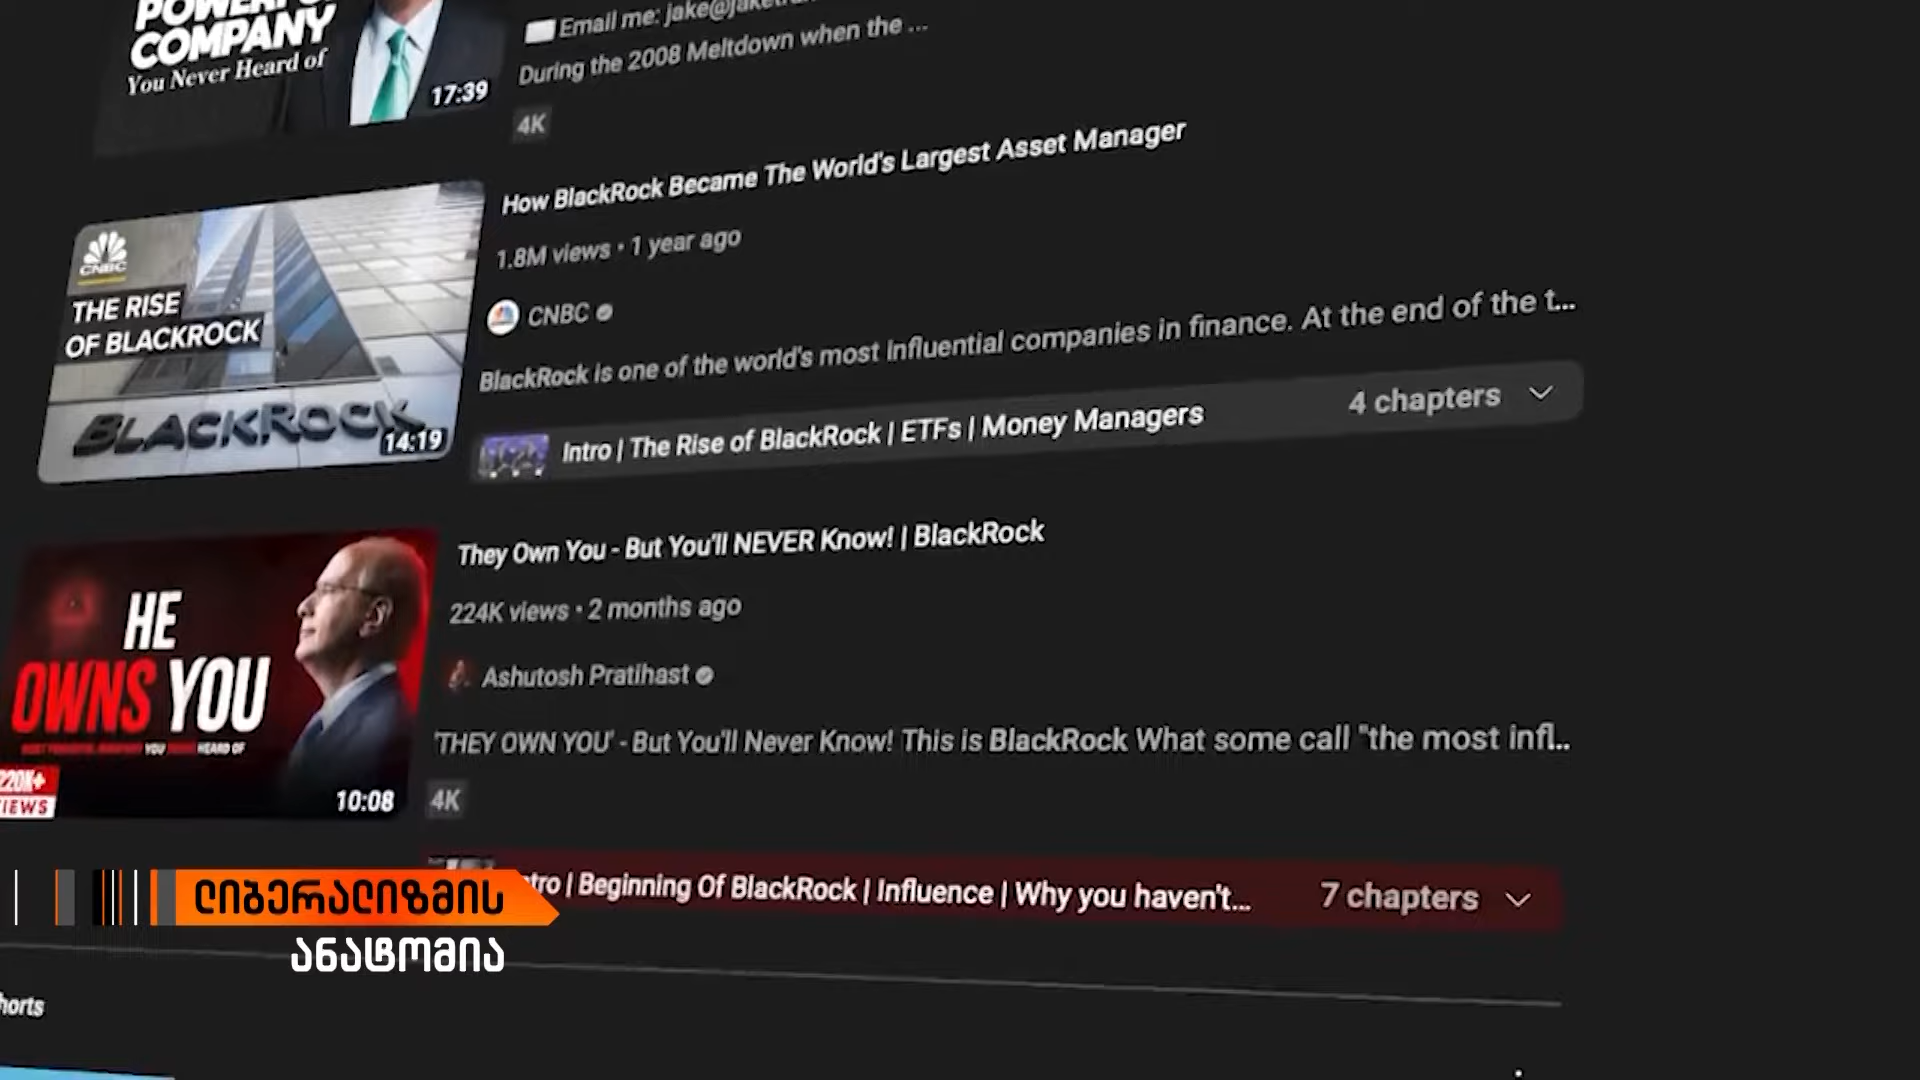 COMPANY
You Never Heard of
17:39
Email me:
During the 2008 Meltdown when the ...
4K
How BlackRock Became The World's Largest Asset Manager
1.8M views • 1 year ago
CNBC
THE RISE
OF BLACKROCK
BLACKROCK
14:19
CNBC
BlackRock is one of the world's most influential companies in finance. At the end of the t...
Intro | The Rise of BlackRock | ETFs | Money Managers
4 chapters
They Own You - But You'll NEVER Know! | BlackRock
224K views • 2 months ago
HE
OWNS YOU
220K+
VIEWS
10:08
Ashutosh Pratihast
'THEY OWN YOU' - But You'll Never Know! This is BlackRock What some call "the most infl...
4K
| Beginning Of BlackRock | Influence | Why you haven't...
7 chapters
ლიბერალიზმის
ანატომია